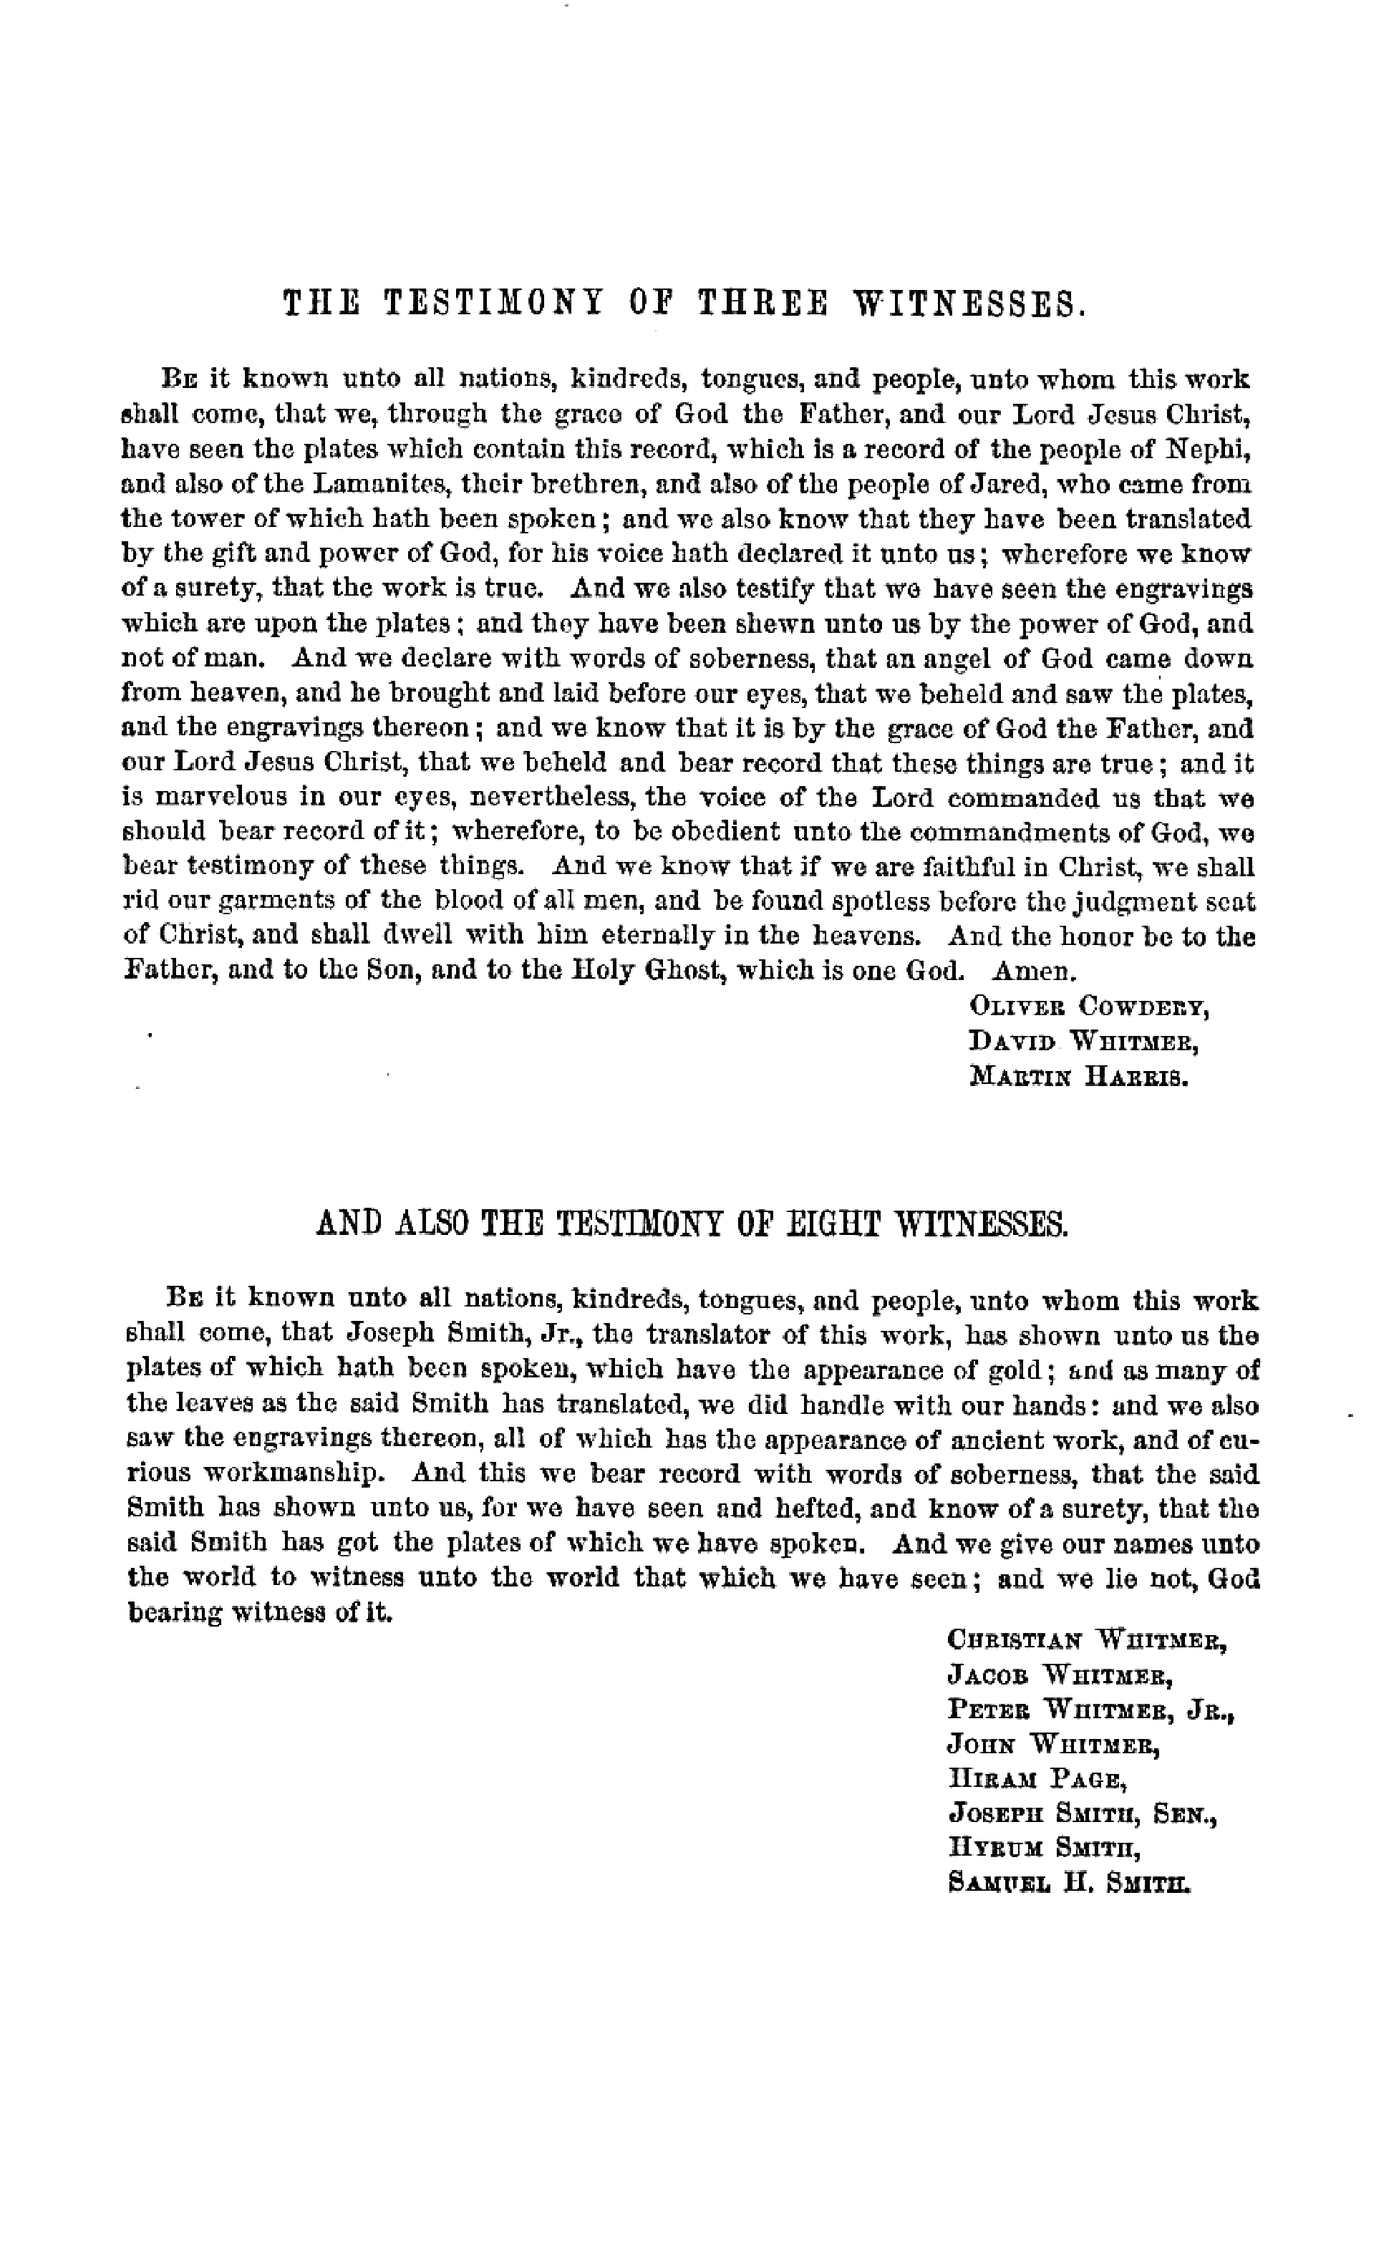 THE TESTIMONY OF THREE WITNESSES.
BE it known unto all nations, kindreds, tongues, and people, unto whom this work
shall come, that we, through the grace of God the Father, and our Lord Jesus Christ,
have seen the plates which contain this record, which is a record of the people of Nephi,
and also of the Lamanites, their brethren, and also of the people of Jared, who came from
the tower of which hath been spoken; and we also know that they have been translated
by the gift and power of God, for his voice hath declared it unto us; wherefore we know
of a surety, that the work is true. And we also testify that we have seen the engravings
which are upon the plates; and they have been shewn unto us by the power of God, and
not of man. And we declare with words of soberness, that an angel of God came down
from heaven, and he brought and laid before our eyes, that we beheld and saw the plates,
and the engravings thereon; and we know that it is by the grace of God the Father, and
our Lord Jesus Christ, that we beheld and bear record that these things are true; and it
is marvelous in our eyes, nevertheless, the voice of the Lord commanded us that we
should bear record of it; wherefore, to be obedient unto the commandments of God, we
bear testimony of these things. And we know that if we are faithful in Christ, we shall
rid our garments of the blood of all men, and be found spotless before the judgment seat
of Christ, and shall dwell with him eternally in the heavens. And the honor be to the
Father, and to the Son, and to the Holy Ghost, which is one God. Amen.
OLIVER COWDERY,
DAVID WHITMER,
MARTIN HARRIS.
AND ALSO THE TESTIMONY OF EIGHT WITNESSES.
BE it known unto all nations, kindreds, tongues, and people, unto whom this work
shall come, that Joseph Smith, Jr., the translator of this work, has shown unto us the
plates of which hath been spoken, which have the appearance of gold; and as many of
the leaves as the said Smith has translated, we did handle with our hands: and we also
saw the engravings thereon, all of which has the appearance of ancient work, and of cu-
rious workmanship. And this we bear record with words of soberness, that the said
Smith has shown unto us, for we have seen and hefted, and know of a surety, that the
said Smith has got the plates of which we have spoken. And we give our names unto
the world to witness unto the world that which we have seen; and we lie not, God
bearing witness of it.
CHRISTIAN WHITMER,
JACOB WHITMER,
PETER WHITMER, JR.,
JOHN WHITMER,
HIRAM PAGE,
JOSEPH SMITH, SEN.,
HYRUM SMITH,
SAMUEL H. SMITH.